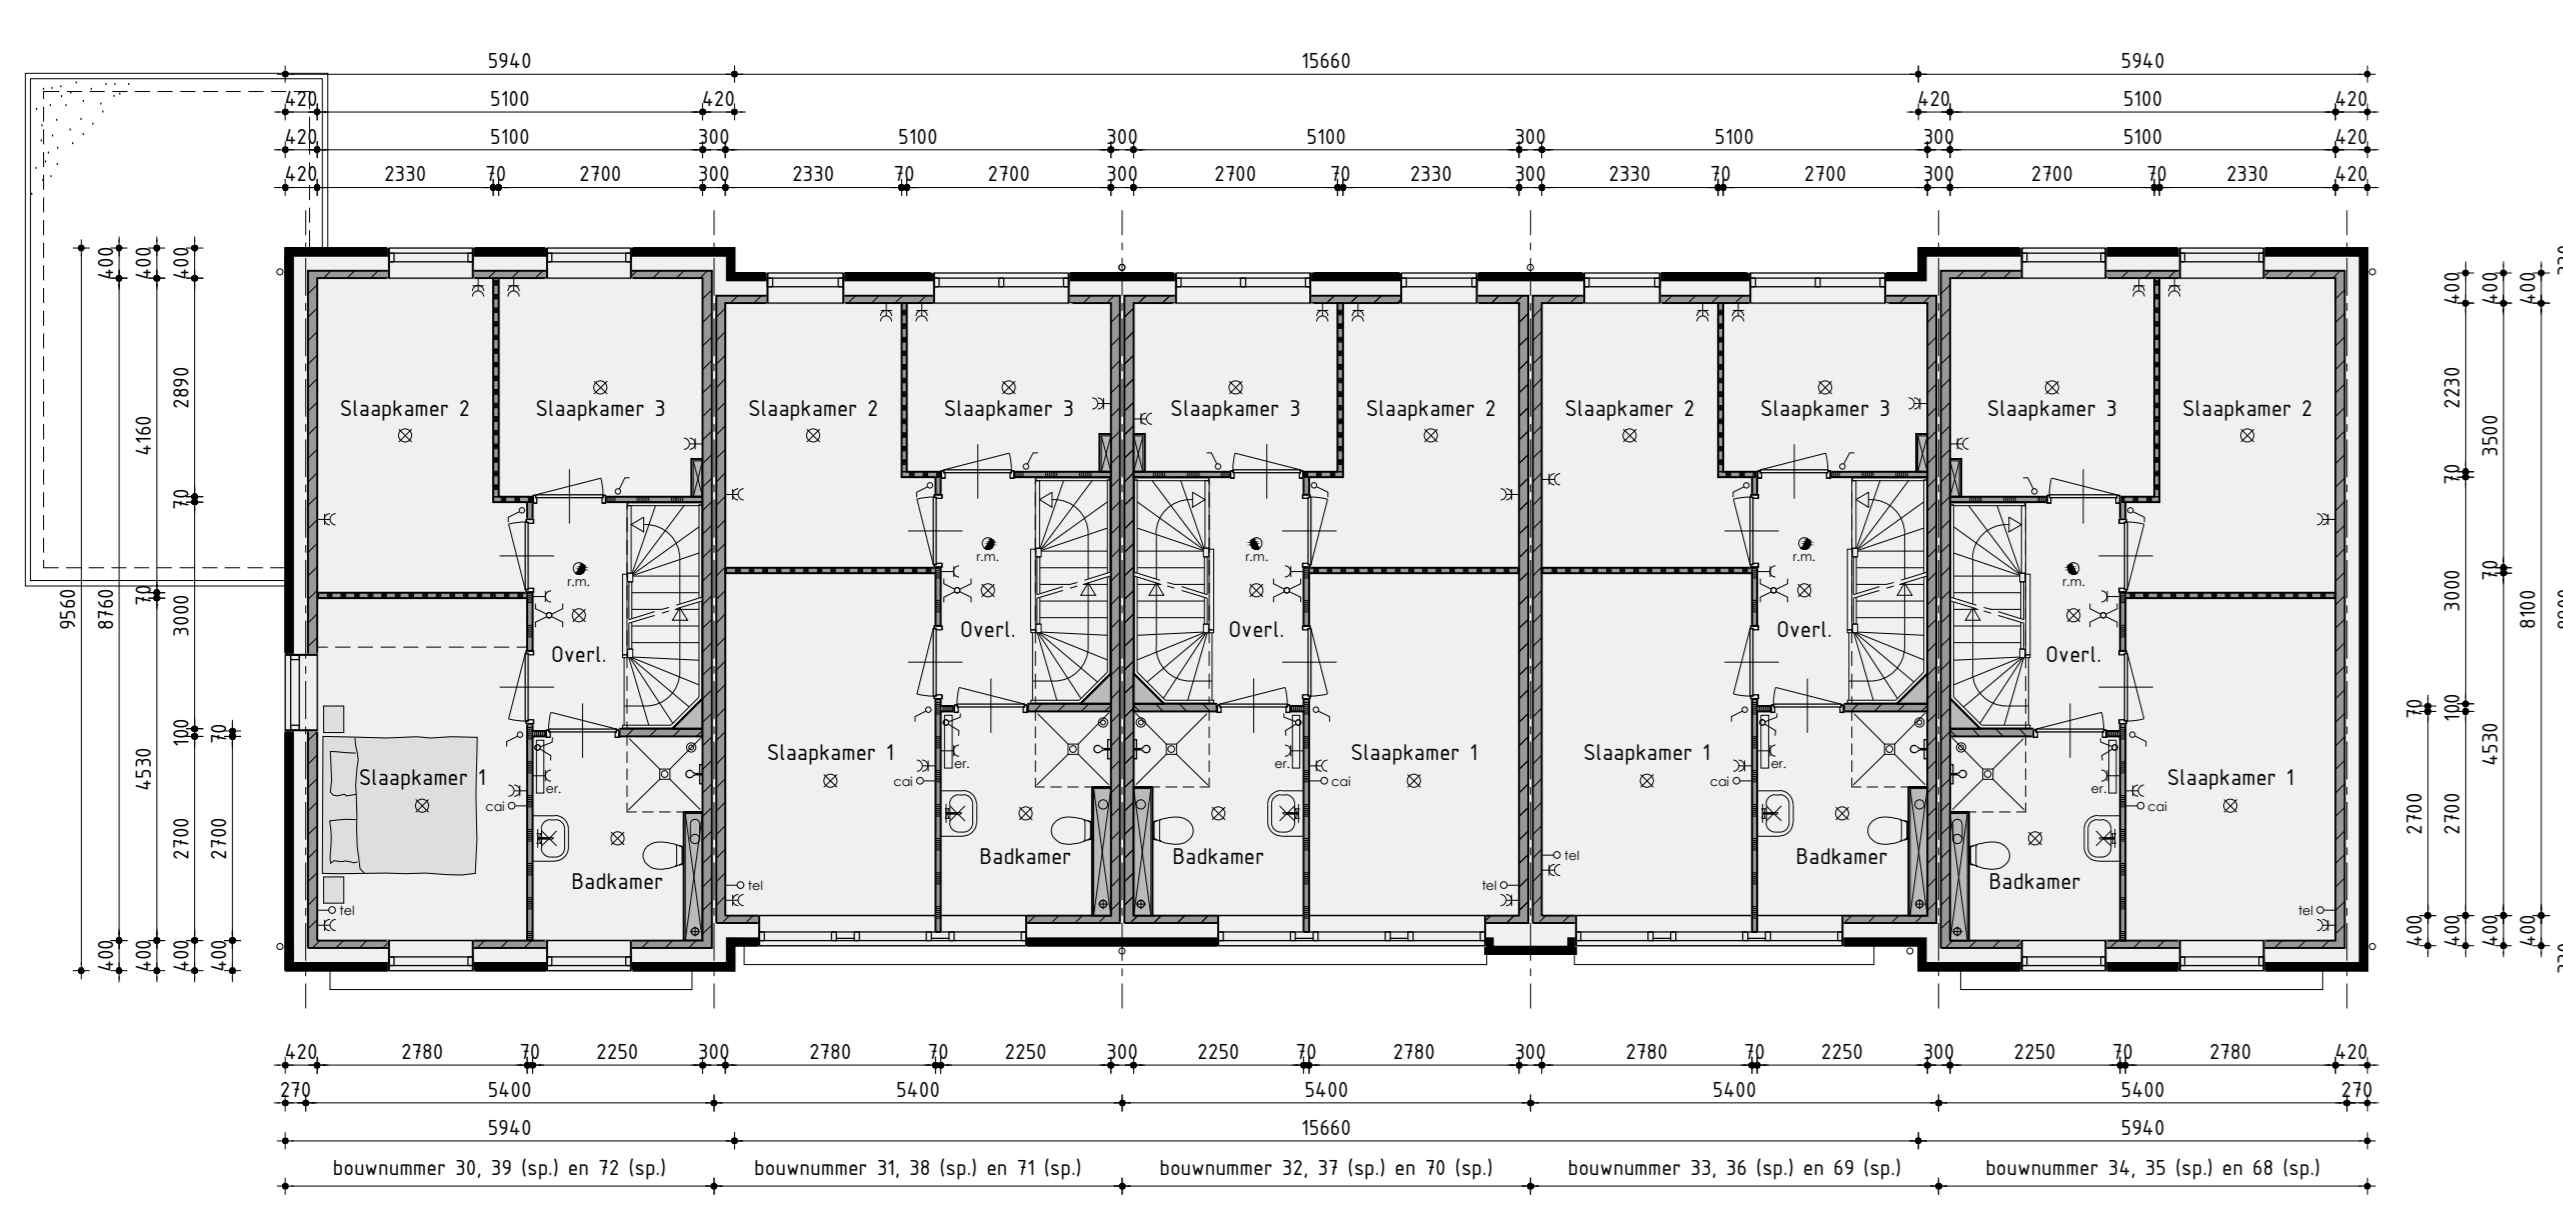 5940 15660 5940
420 5100 420 420 5100 420
420 5100 300 5100 300 5100 300 5100 300 5100 420
420 2330 70 2700 300 2330 70 2700 300 2700 70 2330 300 2330 70 2700 300 2700 70 2330 420
400 400 400
2890
4160
70
9560 8760 70 3000
100 70
4530
2700 2700
400 400 400 400
400 400 400
2230
3500
70
70
3000 8100
70 100
4530
2700 2700
400 400 400 400
Slaapkamer 2 Slaapkamer 3 Slaapkamer 2 Slaapkamer 3 Slaapkamer 3 Slaapkamer 2 Slaapkamer 2 Slaapkamer 3 Slaapkamer 3 Slaapkamer 2
r.m. r.m. r.m. r.m. r.m.
Overl. Overl. Overl. Overl. Overl.
Slaapkamer 1 Slaapkamer 1 Slaapkamer 1 Slaapkamer 1 Slaapkamer 1
er. er. er. er. er.
cai cai cai cai cai
Badkamer Badkamer Badkamer Badkamer Badkamer
tel tel tel tel tel
420 2780 70 2250 300 2780 70 2250 300 2250 70 2780 300 2780 70 2250 300 2250 70 2780 420
270 5400 5400 5400 5400 5400 270
5940 15660 5940
bouwnummer 30, 39 (sp.) en 72 (sp.) bouwnummer 31, 38 (sp.) en 71 (sp.) bouwnummer 32, 37 (sp.) en 70 (sp.) bouwnummer 33, 36 (sp.) en 69 (sp.) bouwnummer 34, 35 (sp.) en 68 (sp.)